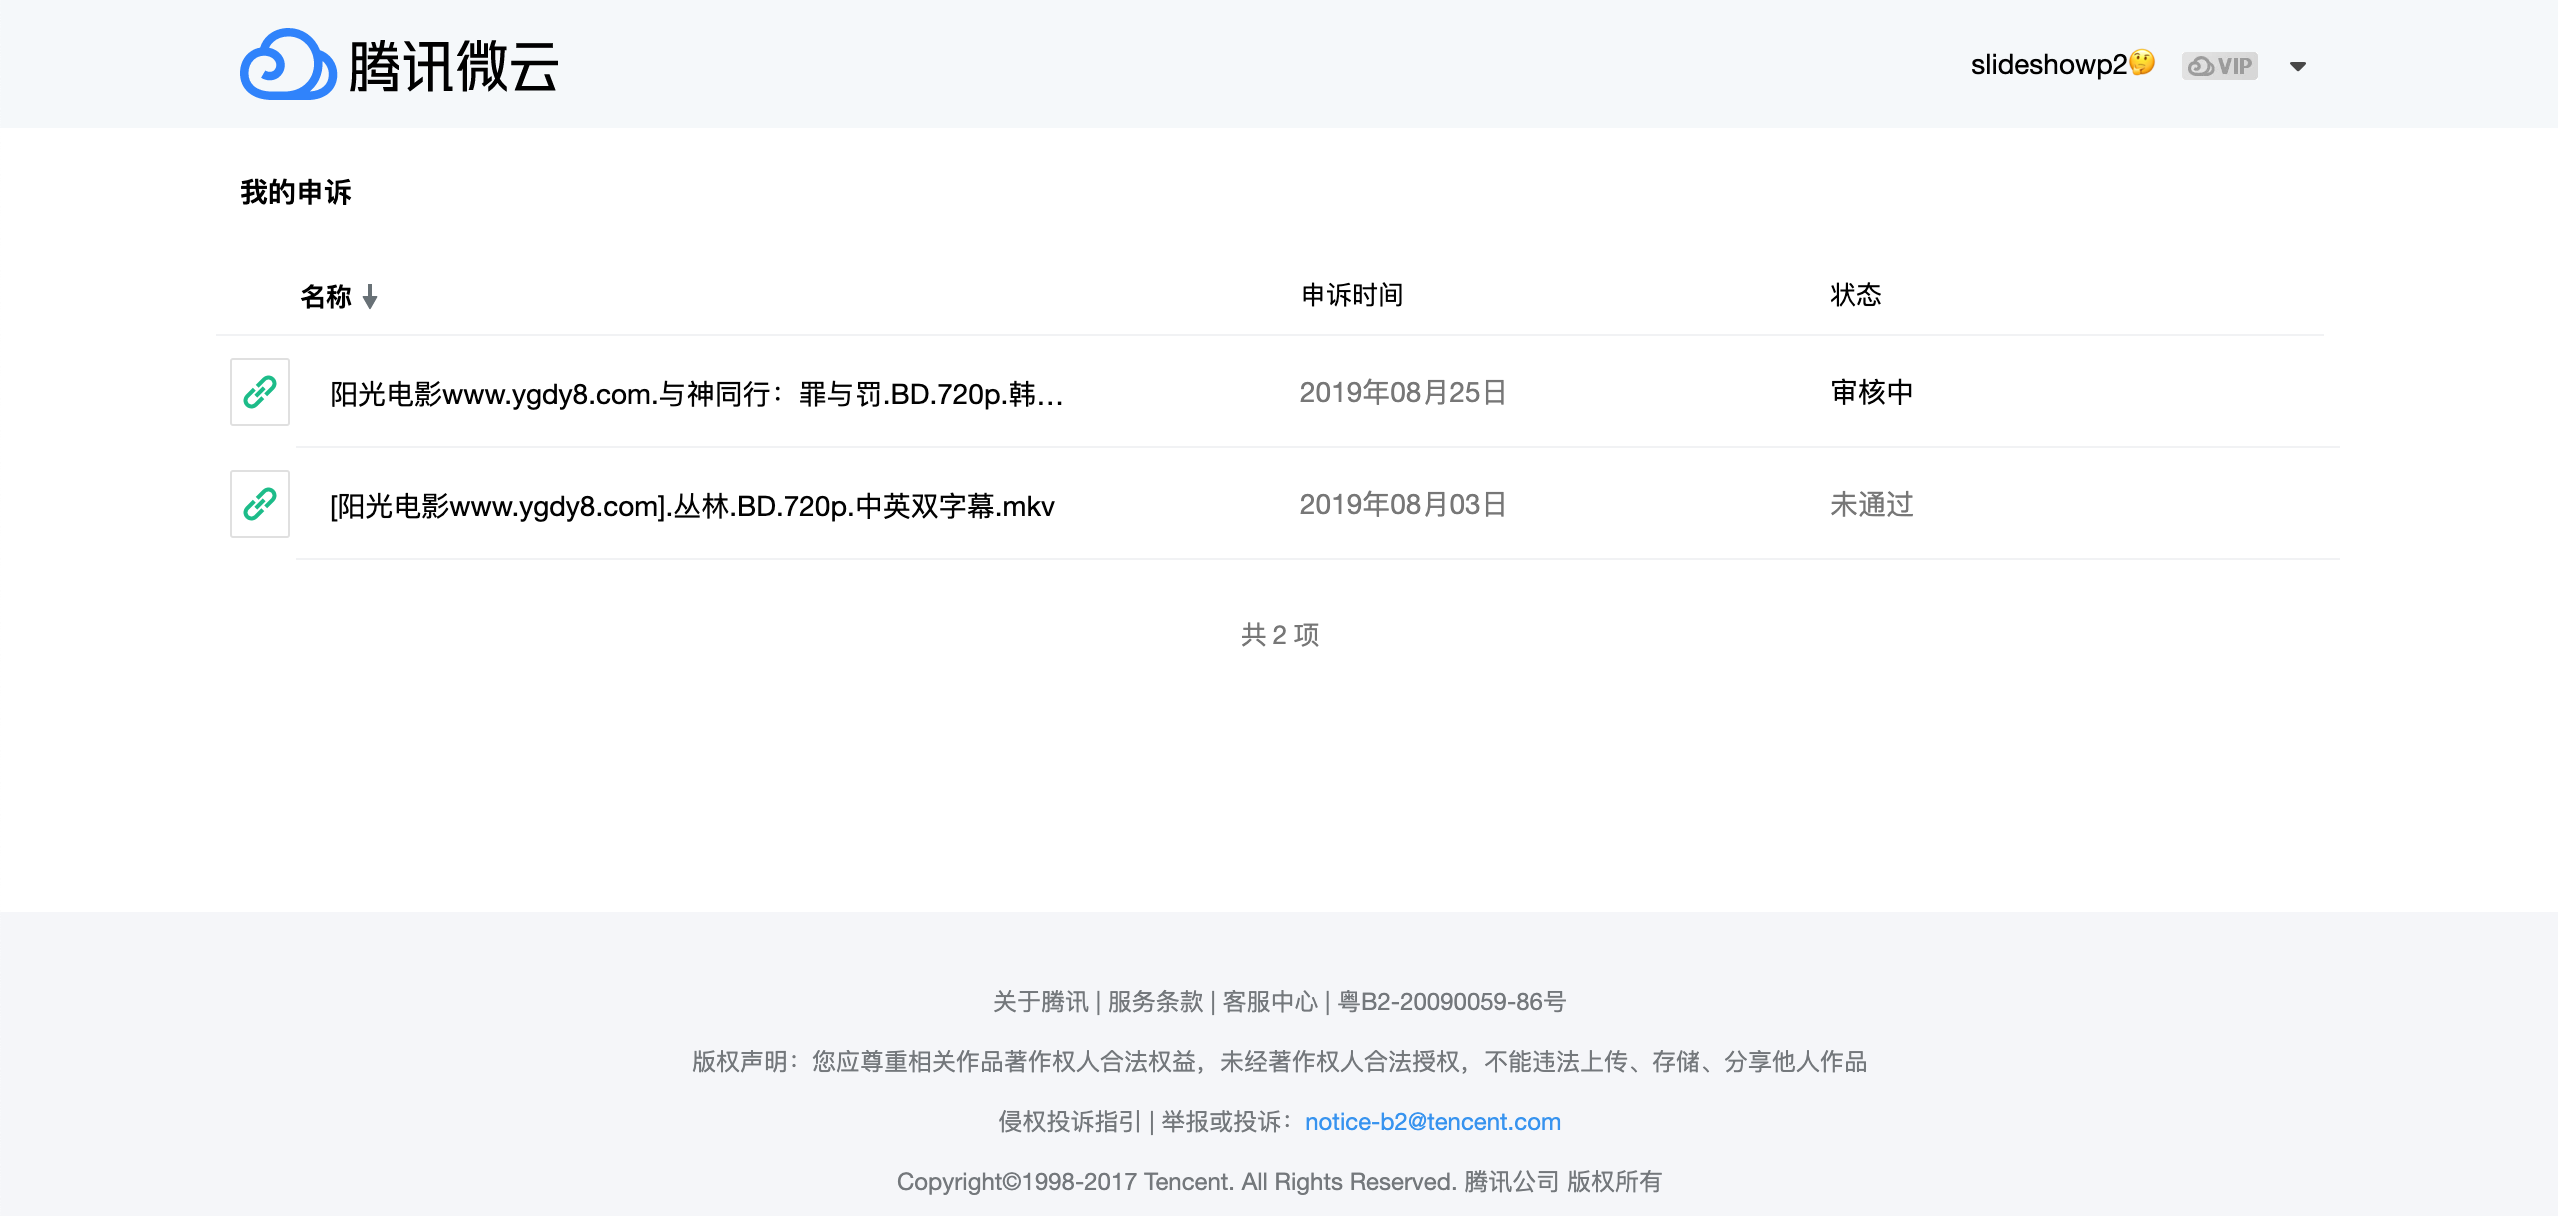 腾讯微云
slideshowp2🤔 VIP
我的申诉
名称 申诉时间 状态
阳光电影www.ygdy8.com.与神同行：罪与罚.BD.720p.韩… 2019年08月25日 审核中
[阳光电影www.ygdy8.com].丛林.BD.720p.中英双字幕.mkv 2019年08月03日 未通过
共 2 项
关于腾讯 | 服务条款 | 客服中心 | 粤B2-20090059-86号
版权声明：您应尊重相关作品著作权人合法权益，未经著作权人合法授权，不能违法上传、存储、分享他人作品
侵权投诉指引 | 举报或投诉：notice-b2@tencent.com
Copyright©1998-2017 Tencent. All Rights Reserved. 腾讯公司 版权所有